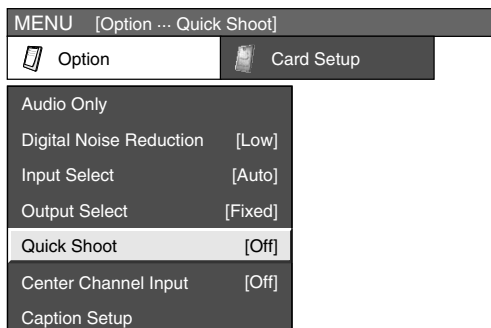 MENU [Option ··· Quick Shoot]
Option Card Setup
Audio Only
Digital Noise Reduction [Low]
Input Select [Auto]
Output Select [Fixed]
Quick Shoot [Off]
Center Channel Input [Off]
Caption Setup